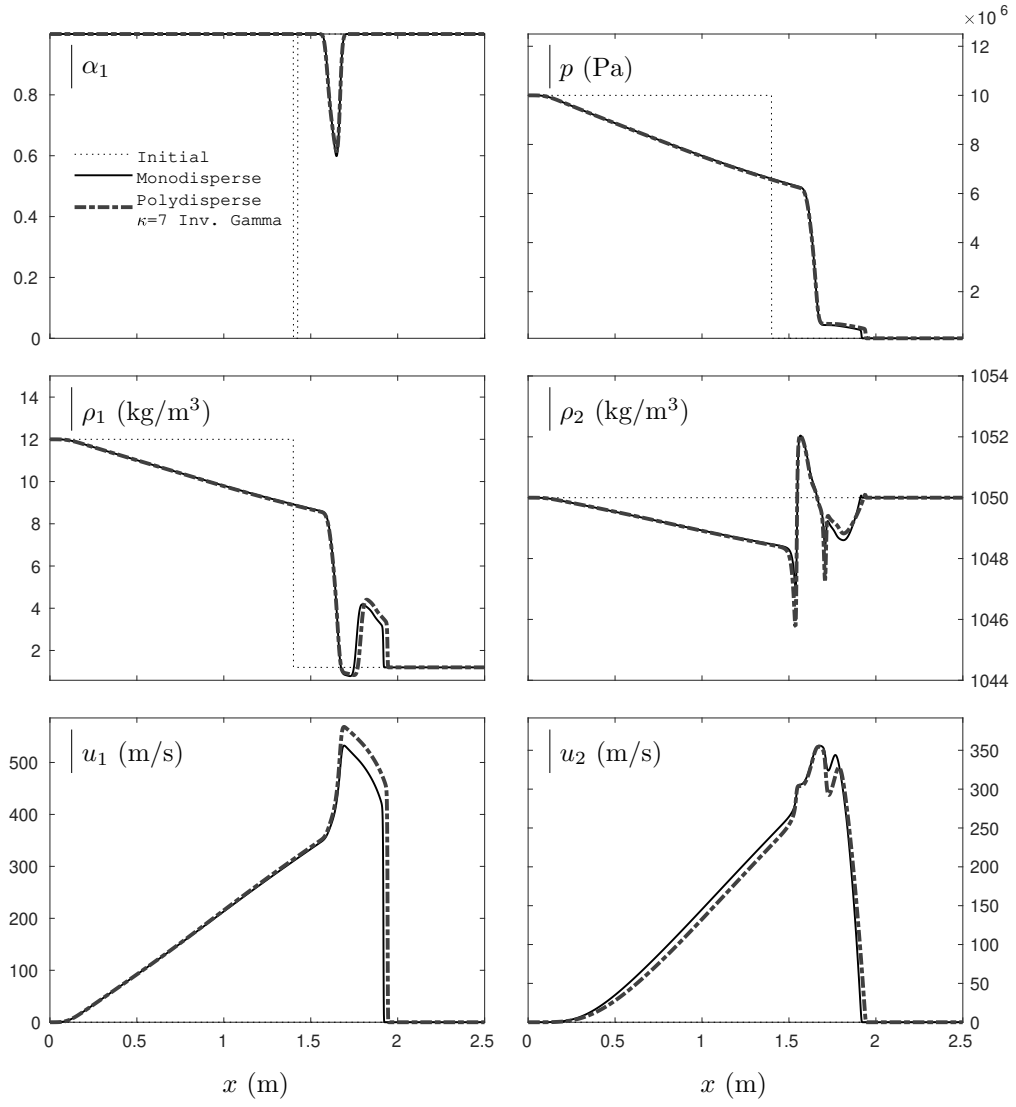 ×10⁶
α₁
p (Pa)
0.8
0.6
0.4
0.2
0
Initial
Monodisperse
Polydisperse
κ=7 Inv. Gamma
12
10
8
6
4
2
ρ₁ (kg/m³)
ρ₂ (kg/m³)
14
12
10
8
6
4
2
1054
1052
1050
1048
1046
1044
u₁ (m/s)
u₂ (m/s)
500
400
300
200
100
0
350
300
250
200
150
100
50
0
0 0.5 1 1.5 2 2.5
0 0.5 1 1.5 2 2.5
x (m)
x (m)